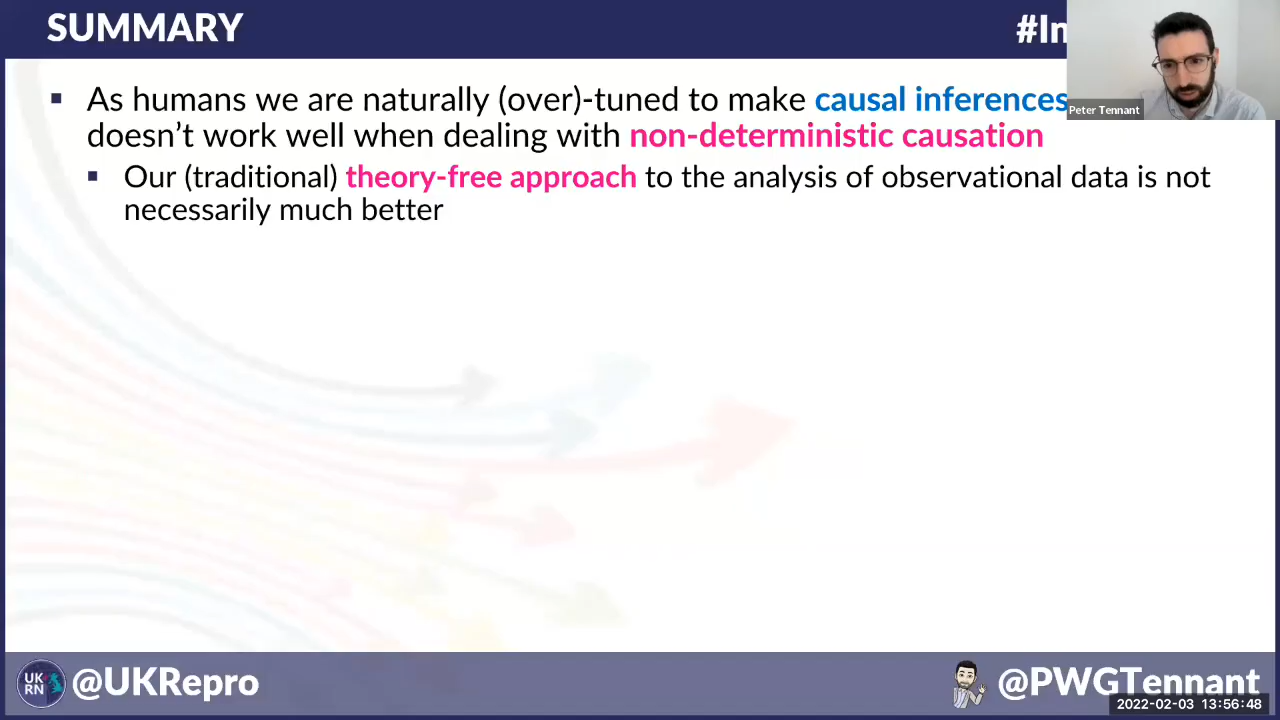 SUMMARY
#In
Peter Tennant
▪ As humans we are naturally (over)-tuned to make causal inferences
doesn’t work well when dealing with non-deterministic causation
▪ Our (traditional) theory-free approach to the analysis of observational data is not
necessarily much better
UK
RN
@UKRepro
@PWGTennant
2022-02-03 13:56:48